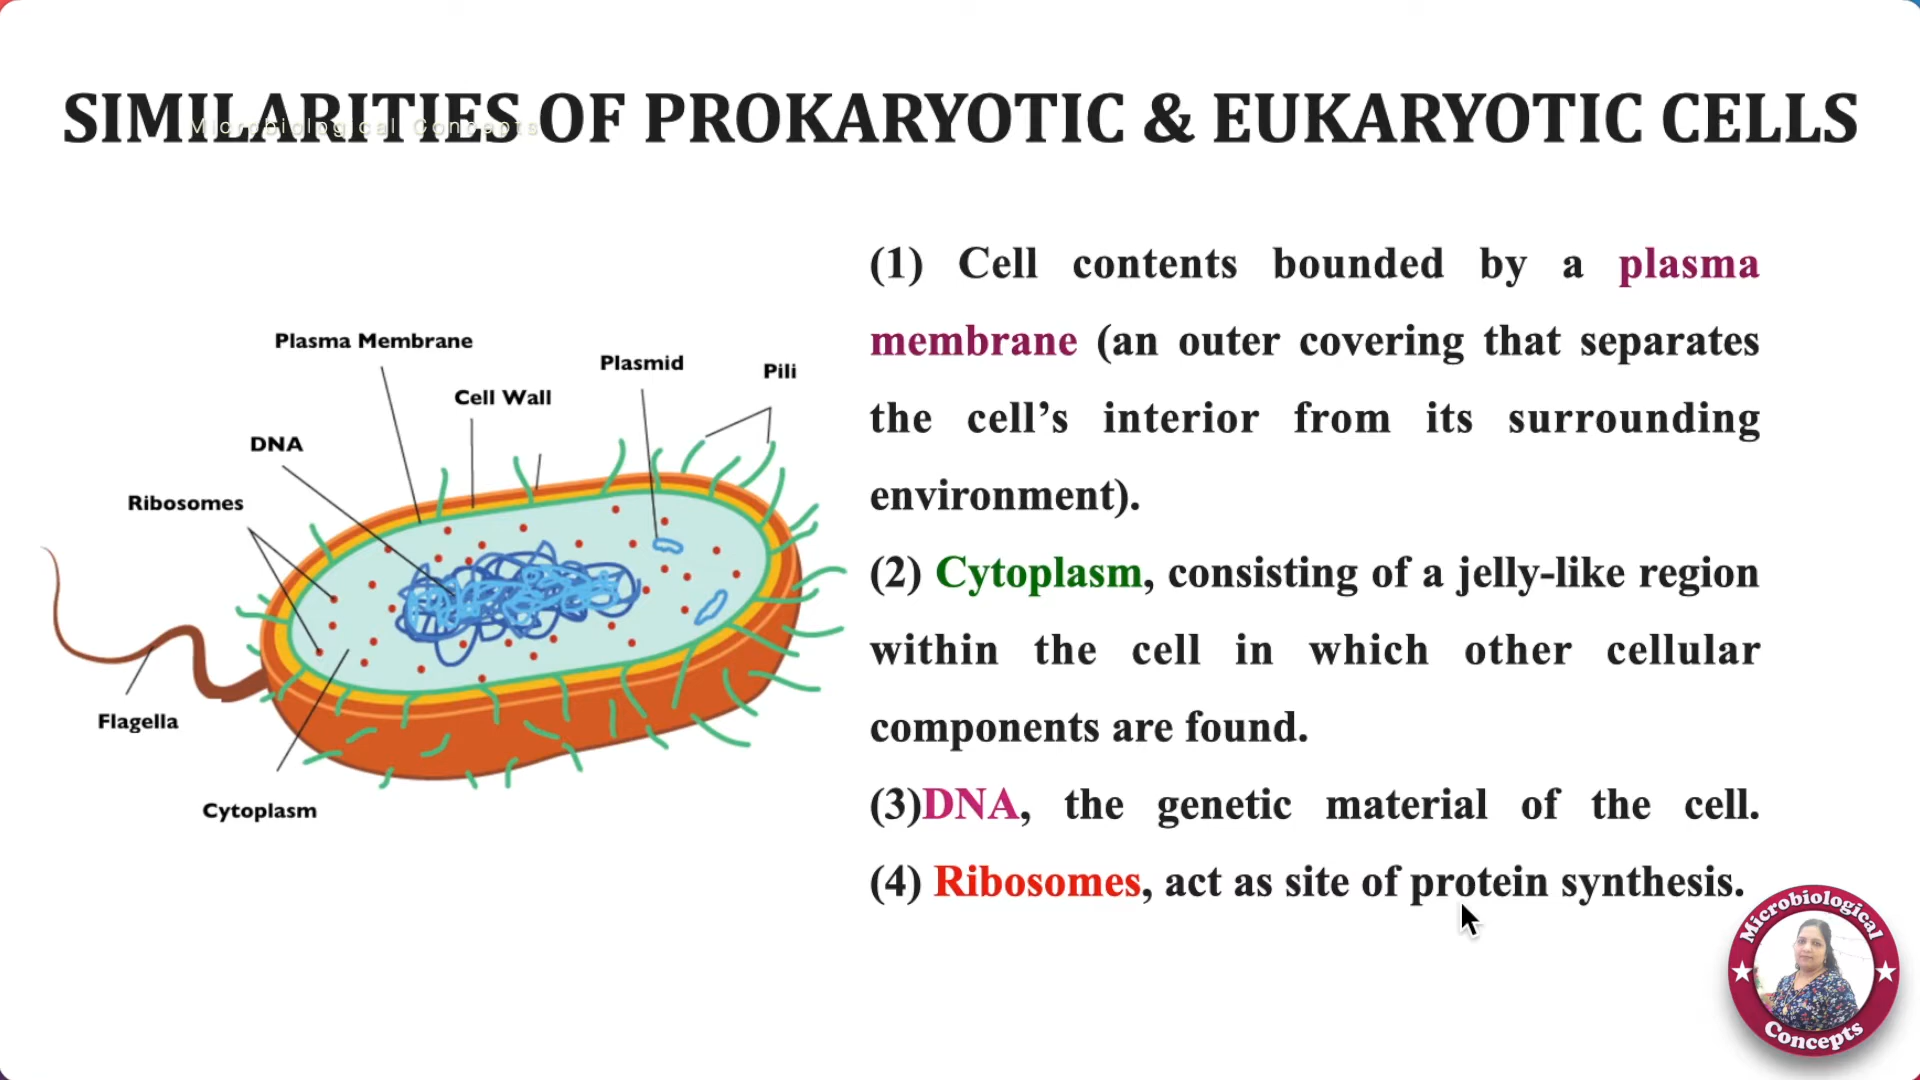 SIMILARITIES OF PROKARYOTIC & EUKARYOTIC CELLS
Microbiological Concepts
Plasma Membrane
Plasmid
Pili
Cell Wall
DNA
Ribosomes
Flagella
Cytoplasm
(1) Cell contents bounded by a plasma
membrane (an outer covering that separates
the cell’s interior from its surrounding
environment).
(2) Cytoplasm, consisting of a jelly-like region
within the cell in which other cellular
components are found.
(3)DNA, the genetic material of the cell.
(4) Ribosomes, act as site of protein synthesis.
Microbiological
Concepts